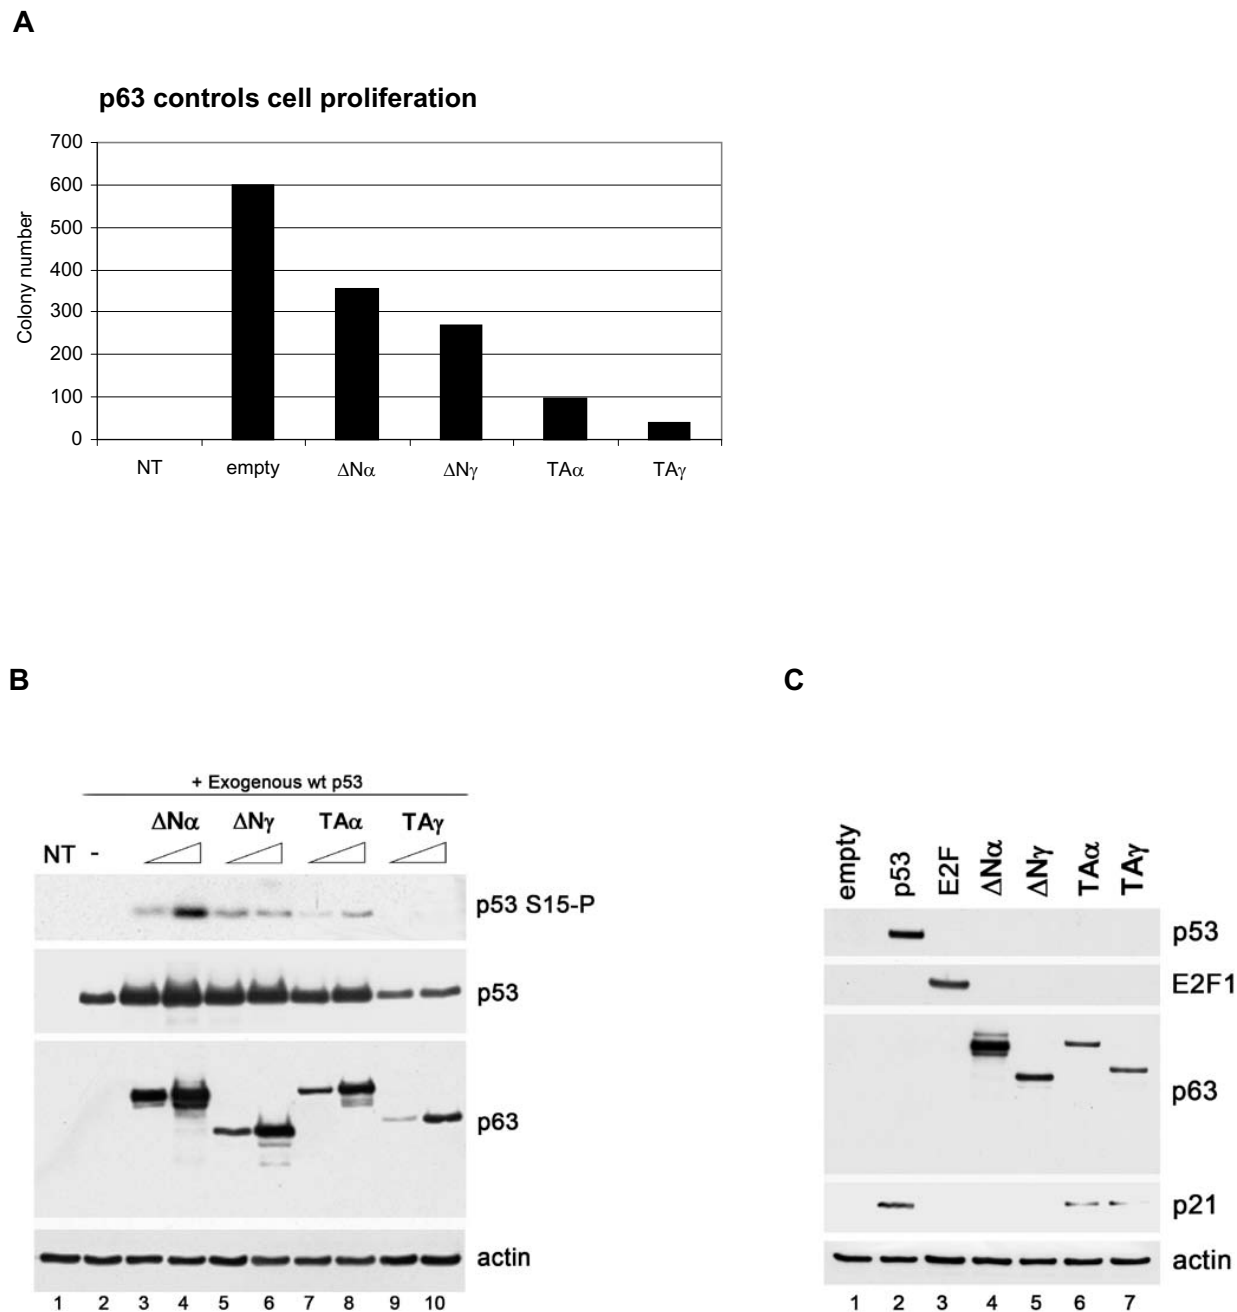 A
p63 controls cell proliferation
700
600
500
400
300
200
100
0
Colony number
NT empty ΔNα ΔNγ TAα TAγ
B
+ Exogenous wt p53
ΔNα ΔNγ TAα TAγ
NT -
p53 S15-P
p53
p63
actin
1 2 3 4 5 6 7 8 9 10
C
empty p53 E2F ΔNα ΔNγ TAα TAγ
p53
E2F1
p63
p21
actin
1 2 3 4 5 6 7